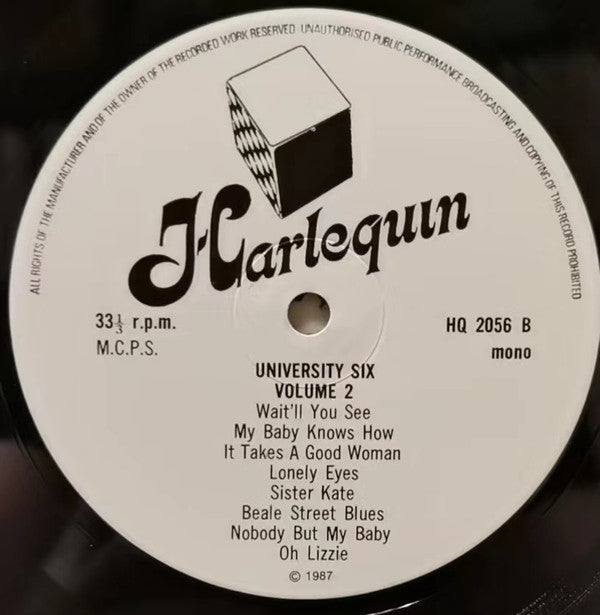 ALL RIGHTS OF THE MANUFACTURER AND OF THE OWNER OF THE RECORDED WORK RESERVED UNAUTHORISED PUBLIC PERFORMANCE BROADCASTING AND COPYING OF THIS RECORD PROHIBITED
Harlequin
33⅓ r.p.m.
M.C.P.S.
HQ 2056 B
mono
UNIVERSITY SIX
VOLUME 2
Wait'll You See
My Baby Knows How
It Takes A Good Woman
Lonely Eyes
Sister Kate
Beale Street Blues
Nobody But My Baby
Oh Lizzie
© 1987